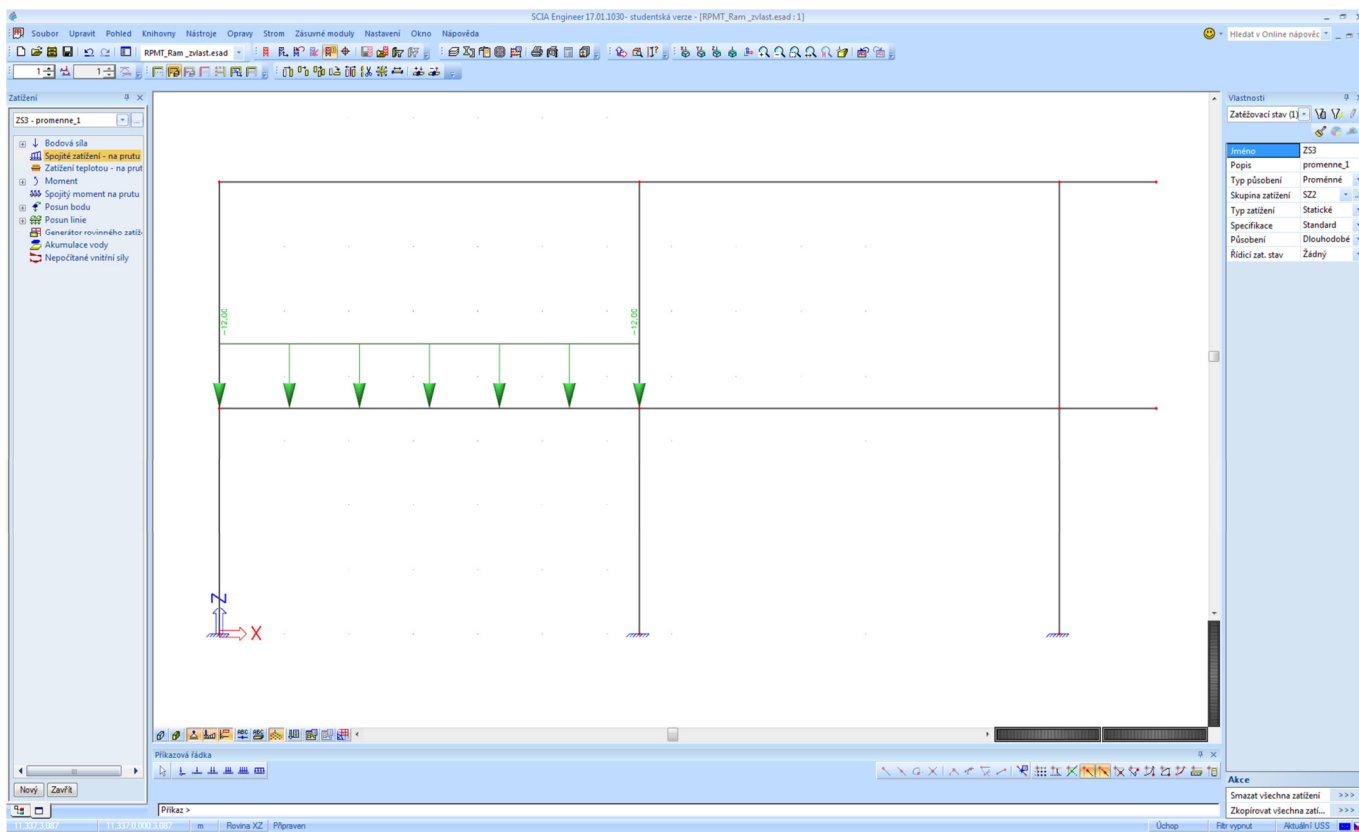 SCIA Engineer 17.01.1030- studentská verze - [RPMT_Ram _zvlast.esad : 1]
Soubor Upravit Pohled Knihovny Nástroje Opravy Strom Zásuvné moduly Nastavení Okno Nápověda
Hledat v Online nápověc
RPMT_Ram _zvlast.esad
1
1
Zatížení
ZS3 - promenne_1
...
Bodová síla
Spojité zatížení - na prutu
Zatížení teplotou - na prut
Moment
Spojitý moment na prutu
Posun bodu
Posun linie
Generátor rovinného zatíž
Akumulace vody
Nepočítané vnitřní síly
Nový Zavřít
-12.00
-12.00
Z
X
Vlastnosti
Zatěžovací stav (1)
Jméno ZS3
Popis promenne_1
Typ působení Proměnné
Skupina zatížení SZ2
Typ zatížení Statické
Specifikace Standard
Působení Dlouhodobé
Řídicí zat. stav Žádný
Akce
Smazat všechna zatížení >>>
Zkopírovat všechna zatí... >>>
Příkazová řádka
Příkaz >
m Rovina XZ Připraven Úchop Filtr vypnut Aktuální USS